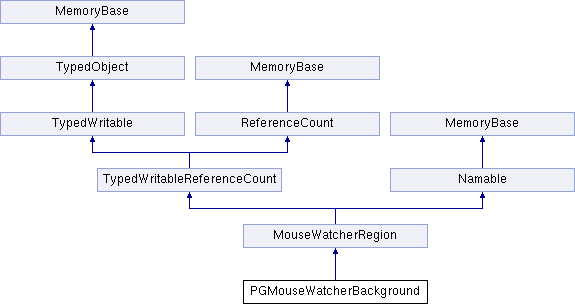 MemoryBase
TypedObject
MemoryBase
TypedWritable
ReferenceCount
MemoryBase
TypedWritableReferenceCount
Namable
MouseWatcherRegion
PGMouseWatcherBackground